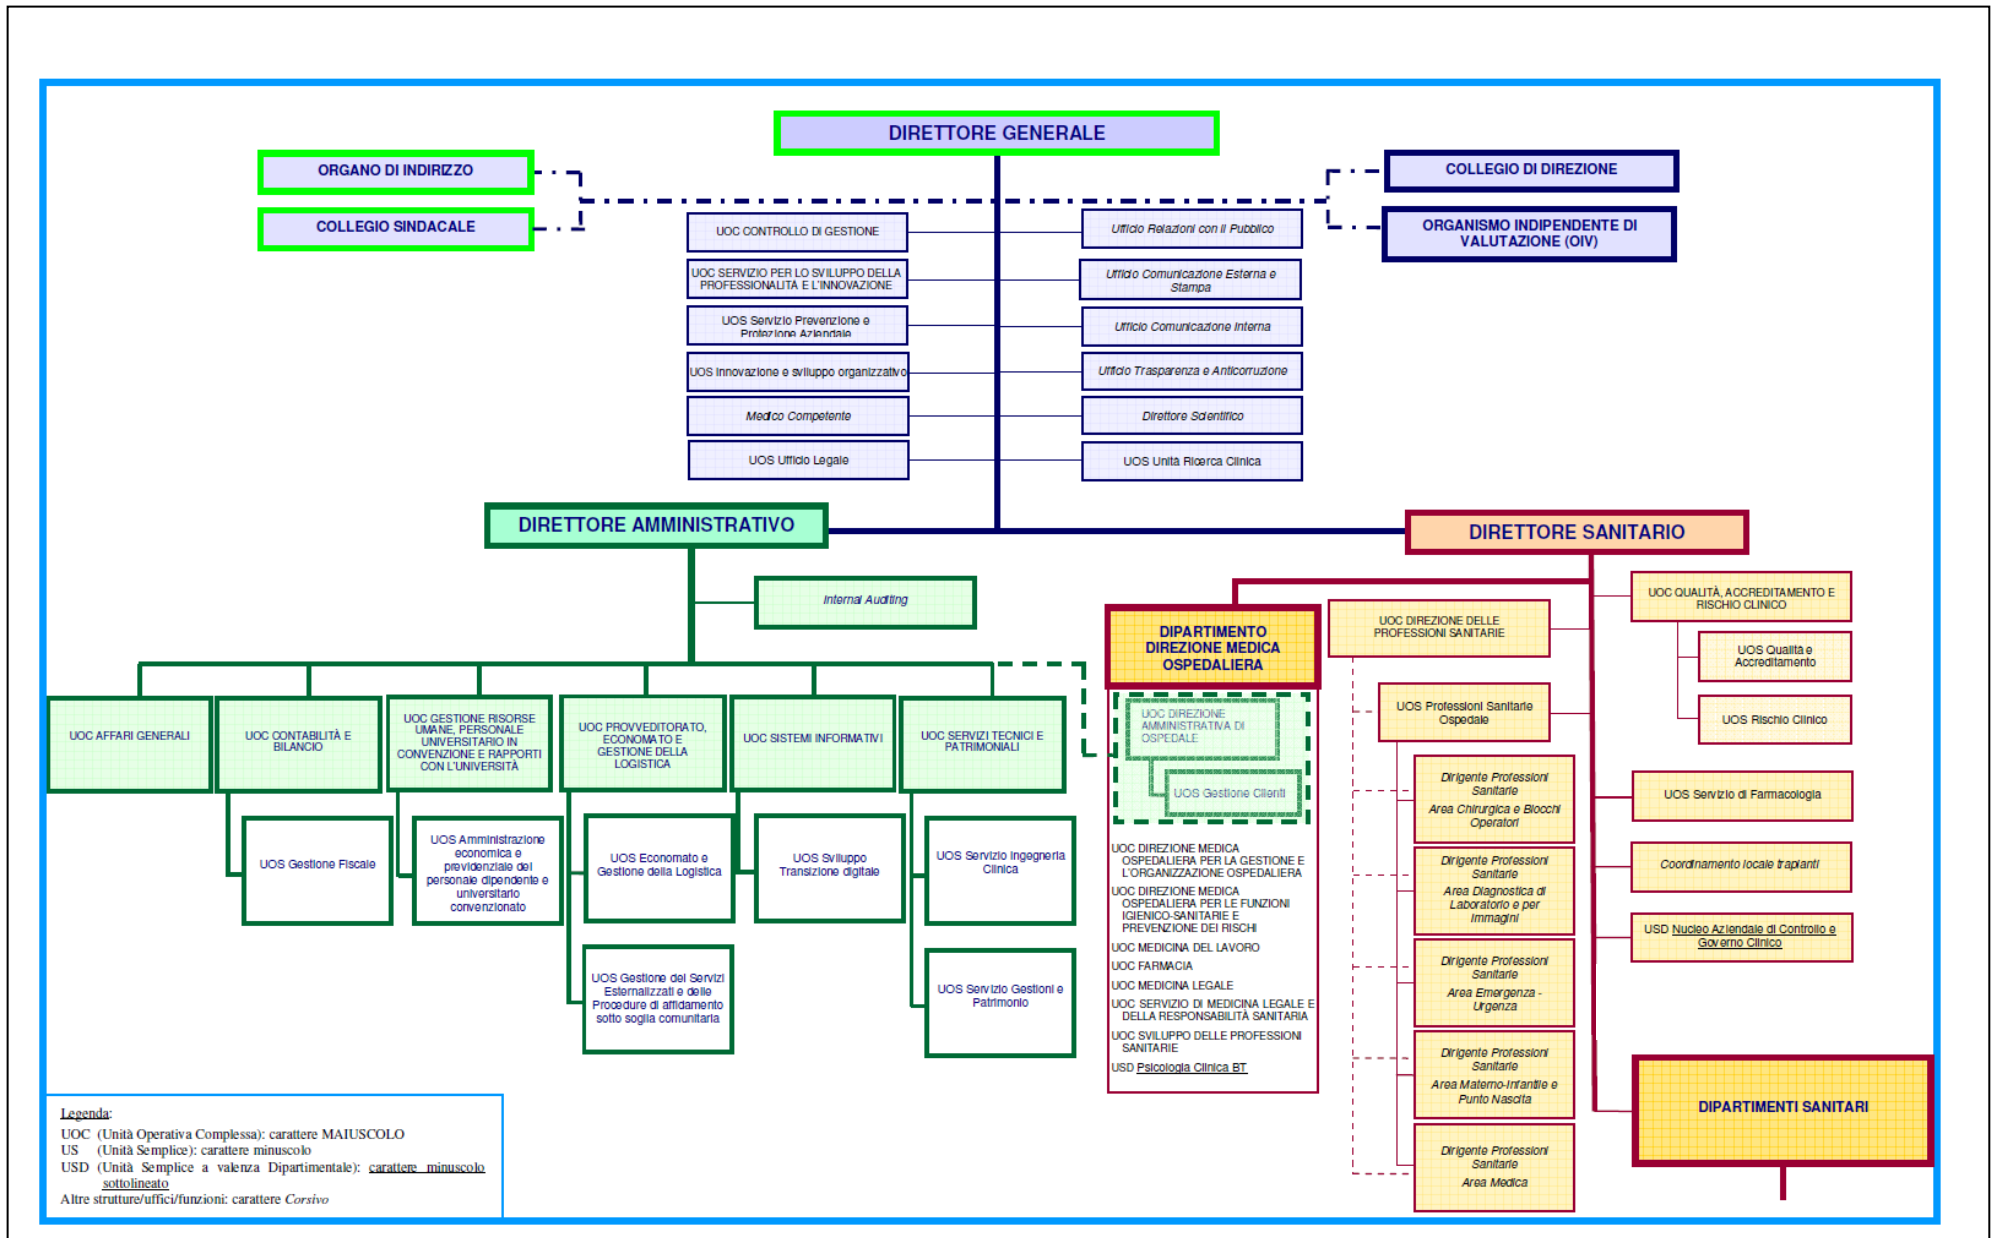 DIRETTORE GENERALE
ORGANO DI INDIRIZZO
COLLEGIO SINDACALE
COLLEGIO DI DIREZIONE
ORGANISMO INDIPENDENTE DI
VALUTAZIONE (OIV)
UOC CONTROLLO DI GESTIONE
UOC SERVIZIO PER LO SVILUPPO DELLA
PROFESSIONALITÀ E L'INNOVAZIONE
UOS Servizio Prevenzione e
Protezione Aziendale
UOS Innovazione e sviluppo organizzativo
Medico Competente
UOS Ufficio Legale
Ufficio Relazioni con il Pubblico
Ufficio Comunicazione Esterna e
Stampa
Ufficio Comunicazione Interna
Ufficio Trasparenza e Anticorruzione
Direttore Scientifico
UOS Unità Ricerca Clinica
DIRETTORE AMMINISTRATIVO
DIRETTORE SANITARIO
Internal Auditing
UOC AFFARI GENERALI
UOC CONTABILITÀ E
BILANCIO
UOC GESTIONE RISORSE
UMANE, PERSONALE
UNIVERSITARIO IN
CONVENZIONE E RAPPORTI
CON L'UNIVERSITÀ
UOC PROVVEDITORATO,
ECONOMATO E
GESTIONE DELLA
LOGISTICA
UOC SISTEMI INFORMATIVI
UOC SERVIZI TECNICI E
PATRIMONIALI
UOS Gestione Fiscale
UOS Amministrazione
economica e
previdenziale del
personale dipendente e
universitario
convenzionato
UOS Economato e
Gestione della Logistica
UOS Gestione dei Servizi
Esternalizzati e delle
Procedure di affidamento
sotto soglia comunitaria
UOS Sviluppo
Transizione digitale
UOS Servizio Ingegneria
Clinica
UOS Servizio Gestioni e
Patrimonio
DIPARTIMENTO
DIREZIONE MEDICA
OSPEDALIERA
UOC DIREZIONE
AMMINISTRATIVA DI
OSPEDALE
UOS Gestione Clienti
UOC DIREZIONE MEDICA
OSPEDALIERA PER LA GESTIONE E
L'ORGANIZZAZIONE OSPEDALIERA
UOC DIREZIONE MEDICA
OSPEDALIERA PER LE FUNZIONI
IGIENICO-SANITARIE E
PREVENZIONE DEI RISCHI
UOC MEDICINA DEL LAVORO
UOC FARMACIA
UOC MEDICINA LEGALE
UOC SERVIZIO DI MEDICINA LEGALE E
DELLA RESPONSABILITÀ SANITARIA
UOC SVILUPPO DELLE PROFESSIONI
SANITARIE
USD Psicologia Clinica BT
UOC DIREZIONE DELLE
PROFESSIONI SANITARIE
UOS Professioni Sanitarie
Ospedale
Dirigente Professioni
Sanitarie
Area Chirurgica e Blocchi
Operatori
Dirigente Professioni
Sanitarie
Area Diagnostica di
Laboratorio e per
Immagini
Dirigente Professioni
Sanitarie
Area Emergenza -
Urgenza
Dirigente Professioni
Sanitarie
Area Materno-Infantile e
Punto Nascita
Dirigente Professioni
Sanitarie
Area Medica
UOC QUALITÀ, ACCREDITAMENTO E
RISCHIO CLINICO
UOS Qualità e
Accreditamento
UOS Rischio Clinico
UOS Servizio di Farmacologia
Coordinamento locale trapianti
USD Nucleo Aziendale di Controllo e
Governo Clinico
DIPARTIMENTI SANITARI
Legenda:
UOC (Unità Operativa Complessa): carattere MAIUSCOLO
US (Unità Semplice): carattere minuscolo
USD (Unità Semplice a valenza Dipartimentale): carattere minuscolo
sottolineato
Altre strutture/uffici/funzioni: carattere Corsivo